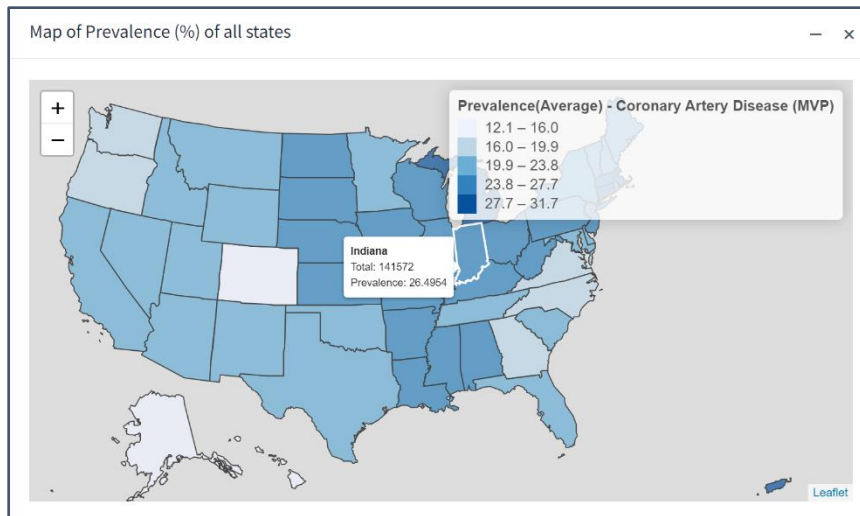 Map of Prevalence (%) of all states
− ×
+
−
Prevalence(Average) - Coronary Artery Disease (MVP)
12.1 – 16.0
16.0 – 19.9
19.9 – 23.8
23.8 – 27.7
27.7 – 31.7
Indiana
Total: 141572
Prevalence: 26.4954
Leaflet